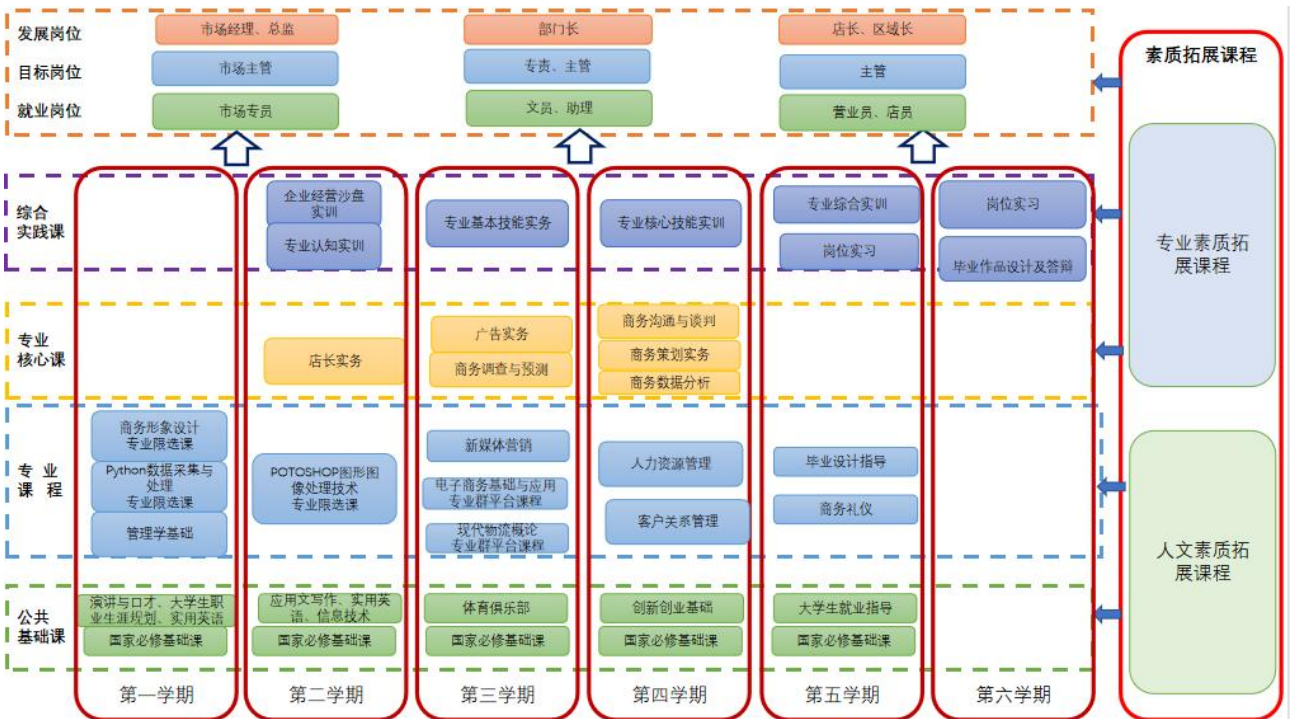 发展岗位
市场经理、总监
部门长
店长、区域长
目标岗位
市场主管
专责、主管
主管
就业岗位
市场专员
文员、助理
营业员、店员
素质拓展课程
专业素质拓
展课程
人文素质拓
展课程
综合
实践课
企业经营沙盘
实训
专业认知实训
专业基本技能实务
专业核心技能实训
专业综合实训
岗位实习
岗位实习
毕业作品设计及答辩
专业
核心课
店长实务
广告实务
商务调查与预测
商务沟通与谈判
商务策划实务
商务数据分析
专 业
课 程
商务形象设计
专业限选课
Python数据采集与
处理
专业限选课
管理学基础
POTOSHOP图形图
像处理技术
专业限选课
新媒体营销
电子商务基础与应用
专业群平台课程
现代物流概论
专业群平台课程
人力资源管理
客户关系管理
毕业设计指导
商务礼仪
公共
基础课
演讲与口才、大学生职
业生涯规划、实用英语
国家必修基础课
应用文写作、实用英
语、信息技术
国家必修基础课
体育俱乐部
国家必修基础课
创新创业基础
国家必修基础课
大学生就业指导
国家必修基础课
第一学期
第二学期
第三学期
第四学期
第五学期
第六学期